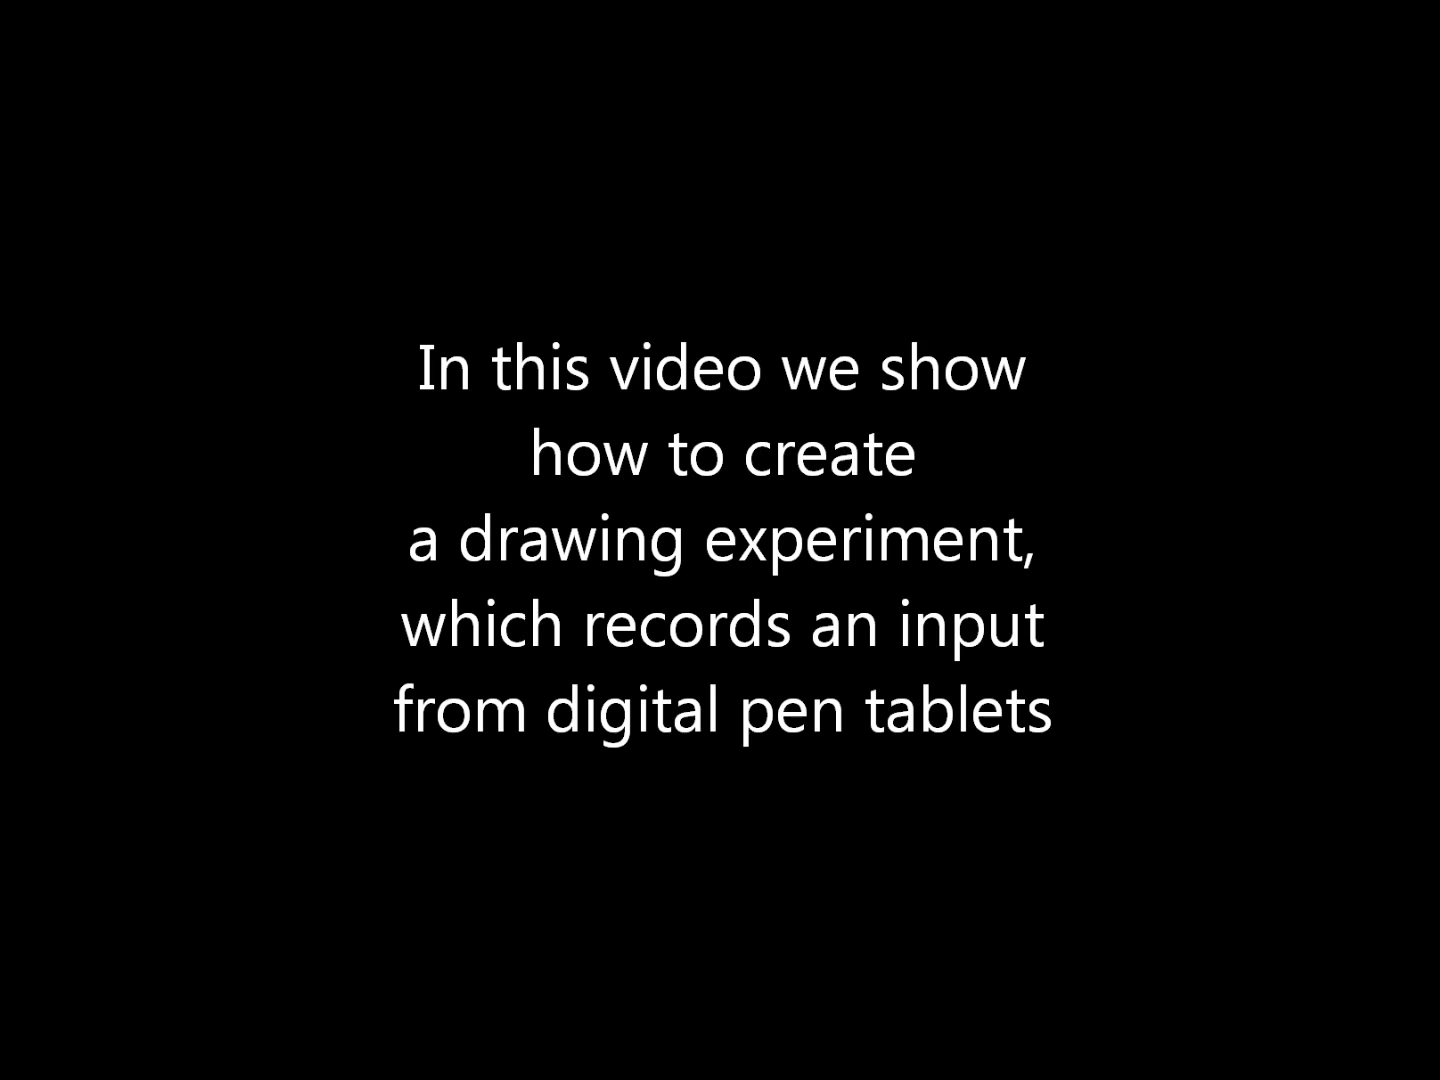 In this video we show
how to create
a drawing experiment,
which records an input
from digital pen tablets